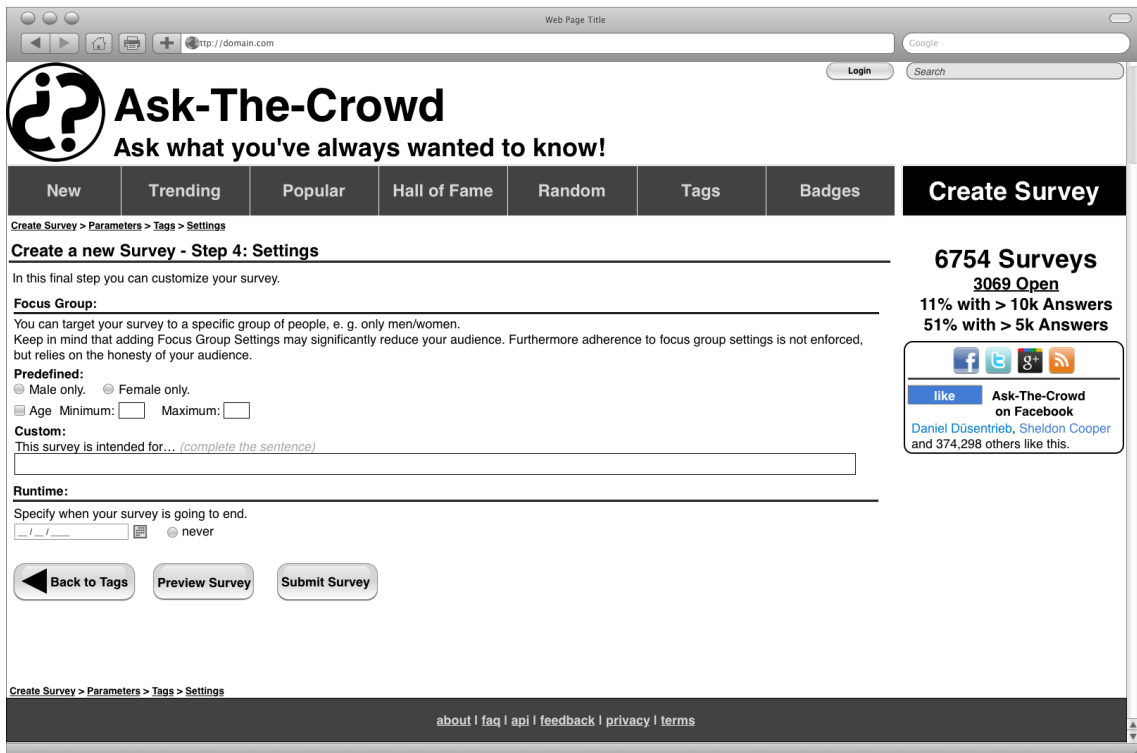 Web Page Title
ttp://domain.com
Google
Login
Search
¿?
Ask-The-Crowd
Ask what you've always wanted to know!
New Trending Popular Hall of Fame Random Tags Badges Create Survey
Create Survey > Parameters > Tags > Settings
Create a new Survey - Step 4: Settings
In this final step you can customize your survey.
Focus Group:
You can target your survey to a specific group of people, e. g. only men/women.
Keep in mind that adding Focus Group Settings may significantly reduce your audience. Furthermore adherence to focus group settings is not enforced,
but relies on the honesty of your audience.
Predefined:
Male only. Female only.
Age Minimum: Maximum:
Custom:
This survey is intended for… (complete the sentence)
Runtime:
Specify when your survey is going to end.
__ / __ / ____ never
Back to Tags Preview Survey Submit Survey
6754 Surveys
3069 Open
11% with > 10k Answers
51% with > 5k Answers
f t g+
like Ask-The-Crowd
on Facebook
Daniel Düsentrieb, Sheldon Cooper
and 374,298 others like this.
Create Survey > Parameters > Tags > Settings
about | faq | api | feedback | privacy | terms